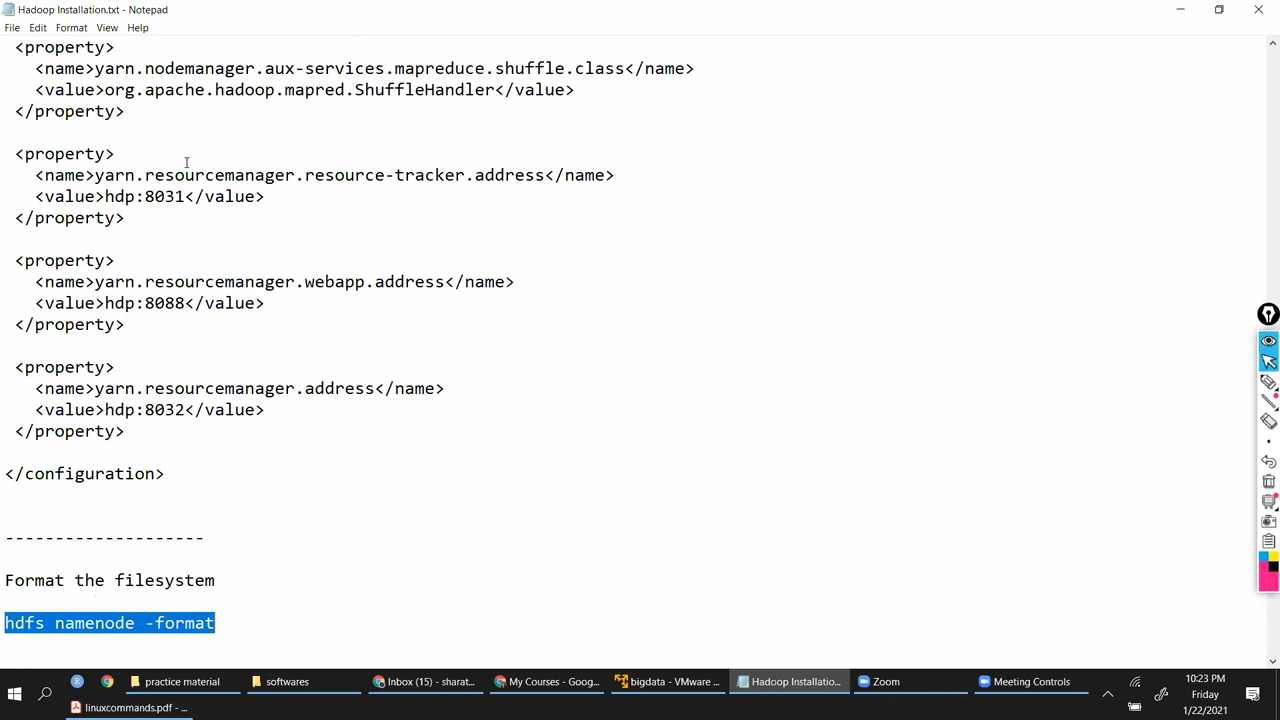 Hadoop Installation.txt - Notepad
File Edit Format View Help
<property>
<name>yarn.nodemanager.aux-services.mapreduce.shuffle.class</name>
<value>org.apache.hadoop.mapred.ShuffleHandler</value>
</property>
<property>
<name>yarn.resourcemanager.resource-tracker.address</name>
<value>hdp:8031</value>
</property>
<property>
<name>yarn.resourcemanager.webapp.address</name>
<value>hdp:8088</value>
</property>
<property>
<name>yarn.resourcemanager.address</name>
<value>hdp:8032</value>
</property>
</configuration>
--------------------
Format the filesystem
hdfs namenode -format
practice material softwares Inbox (15) - sharat... My Courses - Goog... bigdata - VMware ... Hadoop Installatio... Zoom Meeting Controls
linuxcommands.pdf - ...
10:23 PM
Friday
1/22/2021